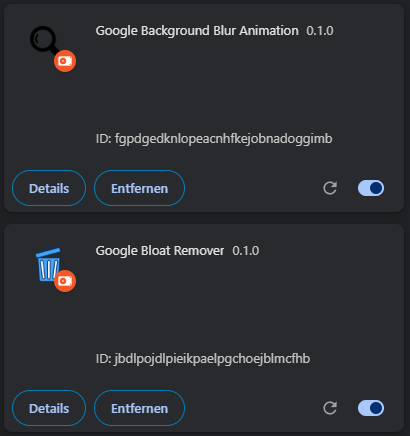 Google Background Blur Animation 0.1.0
ID: fgpdgedknlopeacnhfkejobnadoggimb
Details Entfernen
Google Bloat Remover 0.1.0
ID: jbdlpojdlpieikpaelpgchoejblmcfhb
Details Entfernen